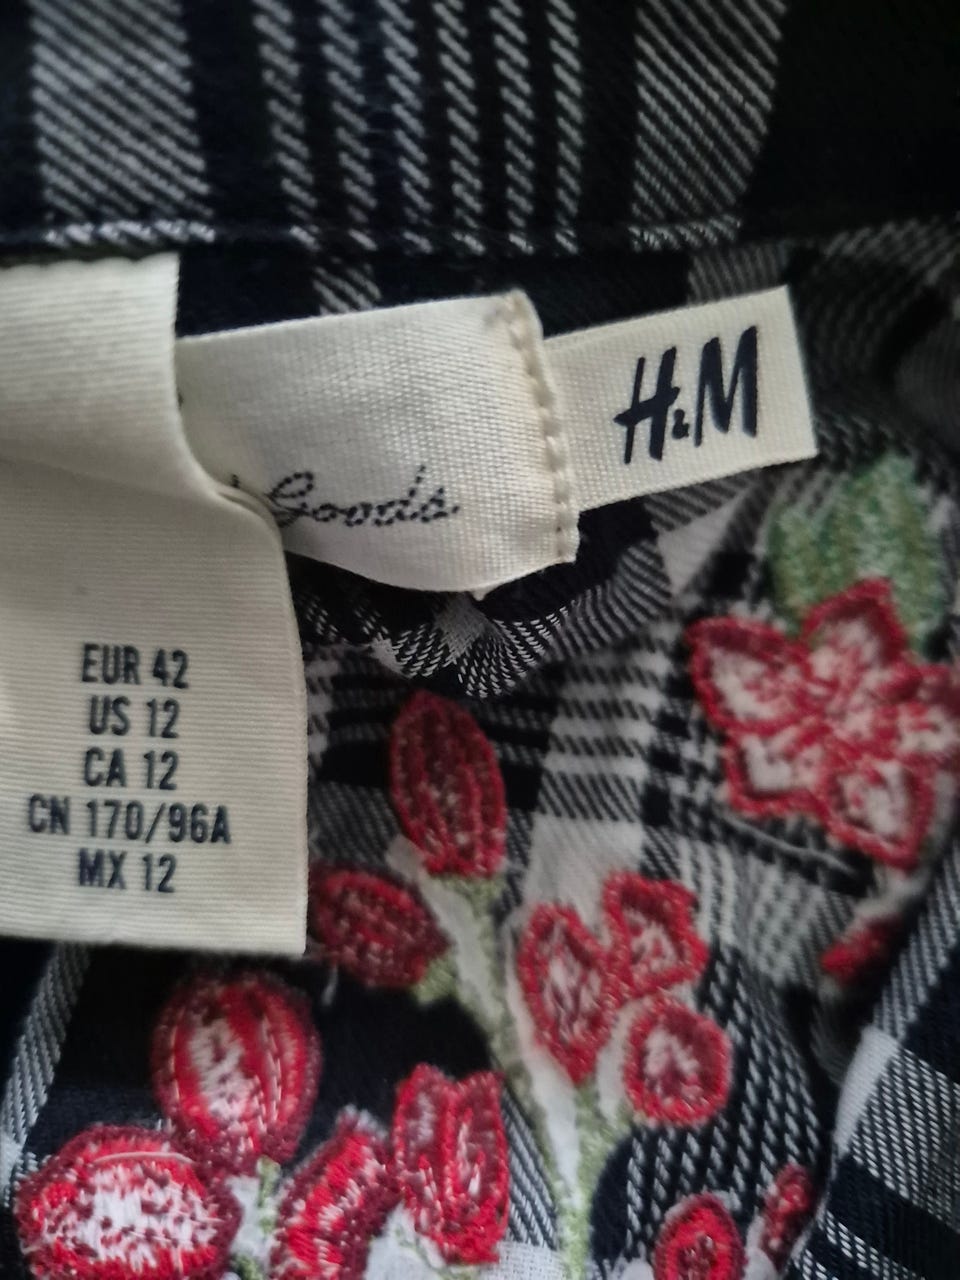 H&M
Goods.
EUR 42
US 12
CA 12
CN 170/96A
MX 12